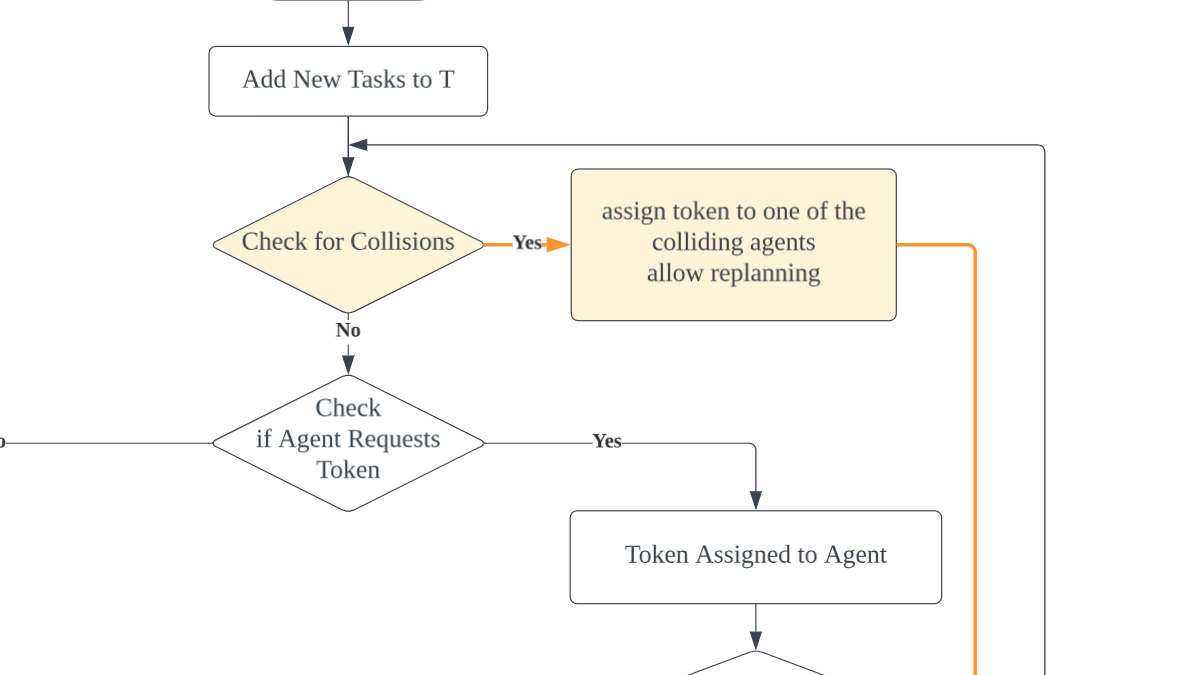 Add New Tasks to T
Check for Collisions
Yes
assign token to one of the
colliding agents
allow replanning
No
Check
if Agent Requests
Token
Yes
Token Assigned to Agent